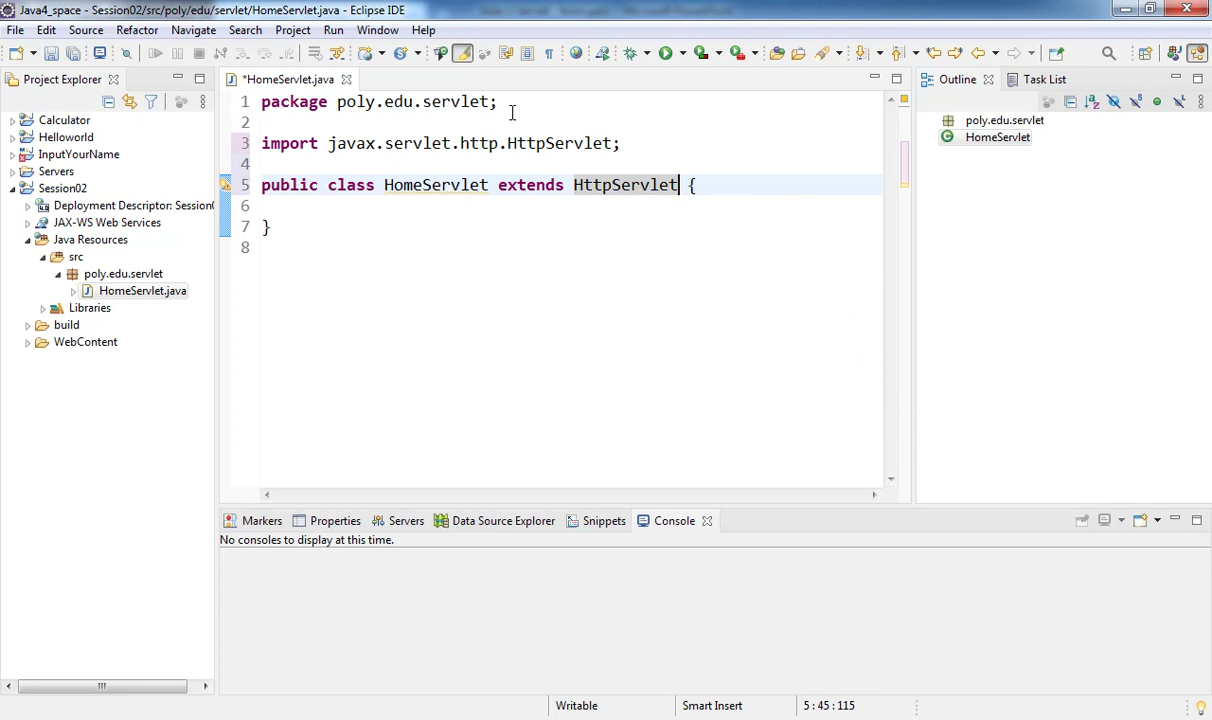 Java4_space - Session02/src/poly/edu/servlet/HomeServlet.java - Eclipse IDE
File Edit Source Refactor Navigate Search Project Run Window Help
Project Explorer
*HomeServlet.java
Outline
Task List
Calculator
Helloworld
InputYourName
Servers
Session02
Deployment Descriptor: Session0
JAX-WS Web Services
Java Resources
src
poly.edu.servlet
HomeServlet.java
Libraries
build
WebContent
1 package poly.edu.servlet;
2
3 import javax.servlet.http.HttpServlet;
4
5 public class HomeServlet extends HttpServlet {
6
7 }
8
poly.edu.servlet
HomeServlet
Markers Properties Servers Data Source Explorer Snippets Console
No consoles to display at this time.
Writable Smart Insert 5 : 45 : 115